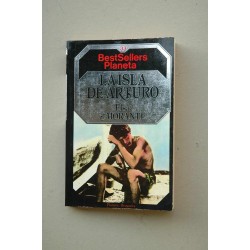 BestSellers
Planeta
LA ISLA
DE ARTURO
MORANTE